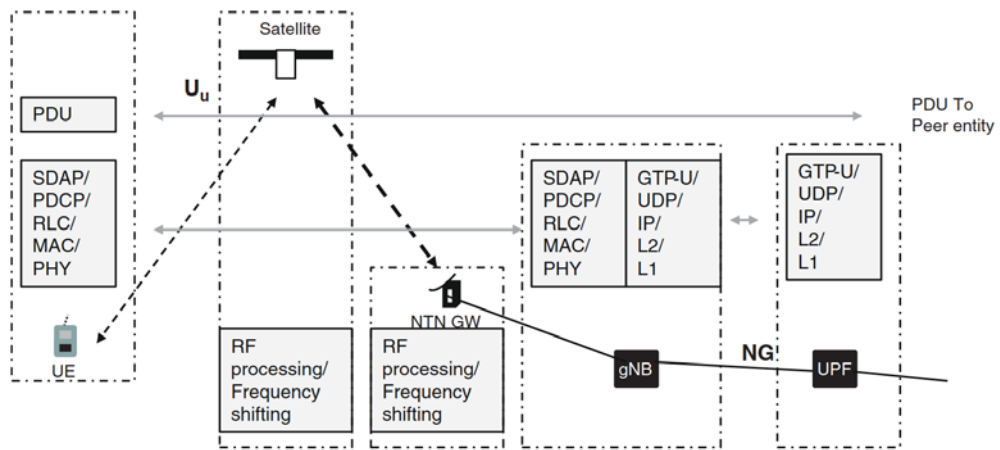 Satellite
U_u
PDU
PDU To
Peer entity
SDAP/
PDCP/
RLC/
MAC/
PHY
SDAP/
PDCP/
RLC/
MAC/
PHY
GTP-U/
UDP/
IP/
L2/
L1
GTP-U/
UDP/
IP/
L2/
L1
UE
NTN GW
RF
processing/
Frequency
shifting
RF
processing/
Frequency
shifting
gNB
NG
UPF